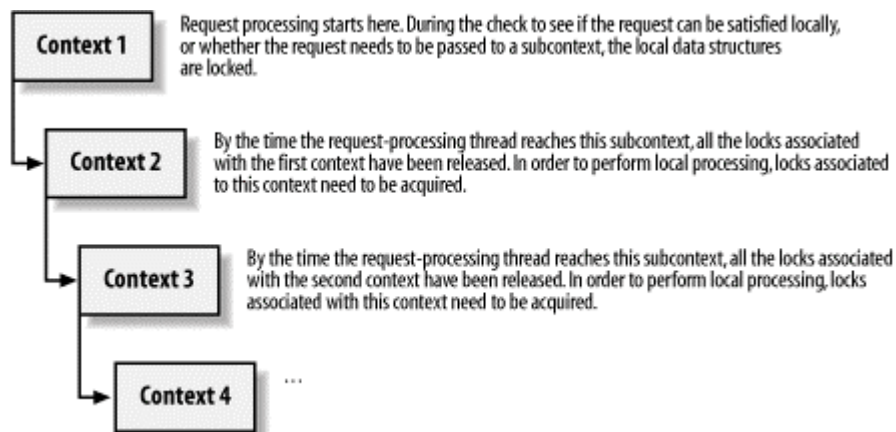 Context 1
Request processing starts here. During the check to see if the request can be satisfied locally,
or whether the request needs to be passed to a subcontext, the local data structures
are locked.
Context 2
By the time the request-processing thread reaches this subcontext, all the locks associated
with the first context have been released. In order to perform local processing, locks associated
to this context need to be acquired.
Context 3
By the time the request-processing thread reaches this subcontext, all the locks associated
with the second context have been released. In order to perform local processing, locks
associated with this context need to be acquired.
Context 4
...